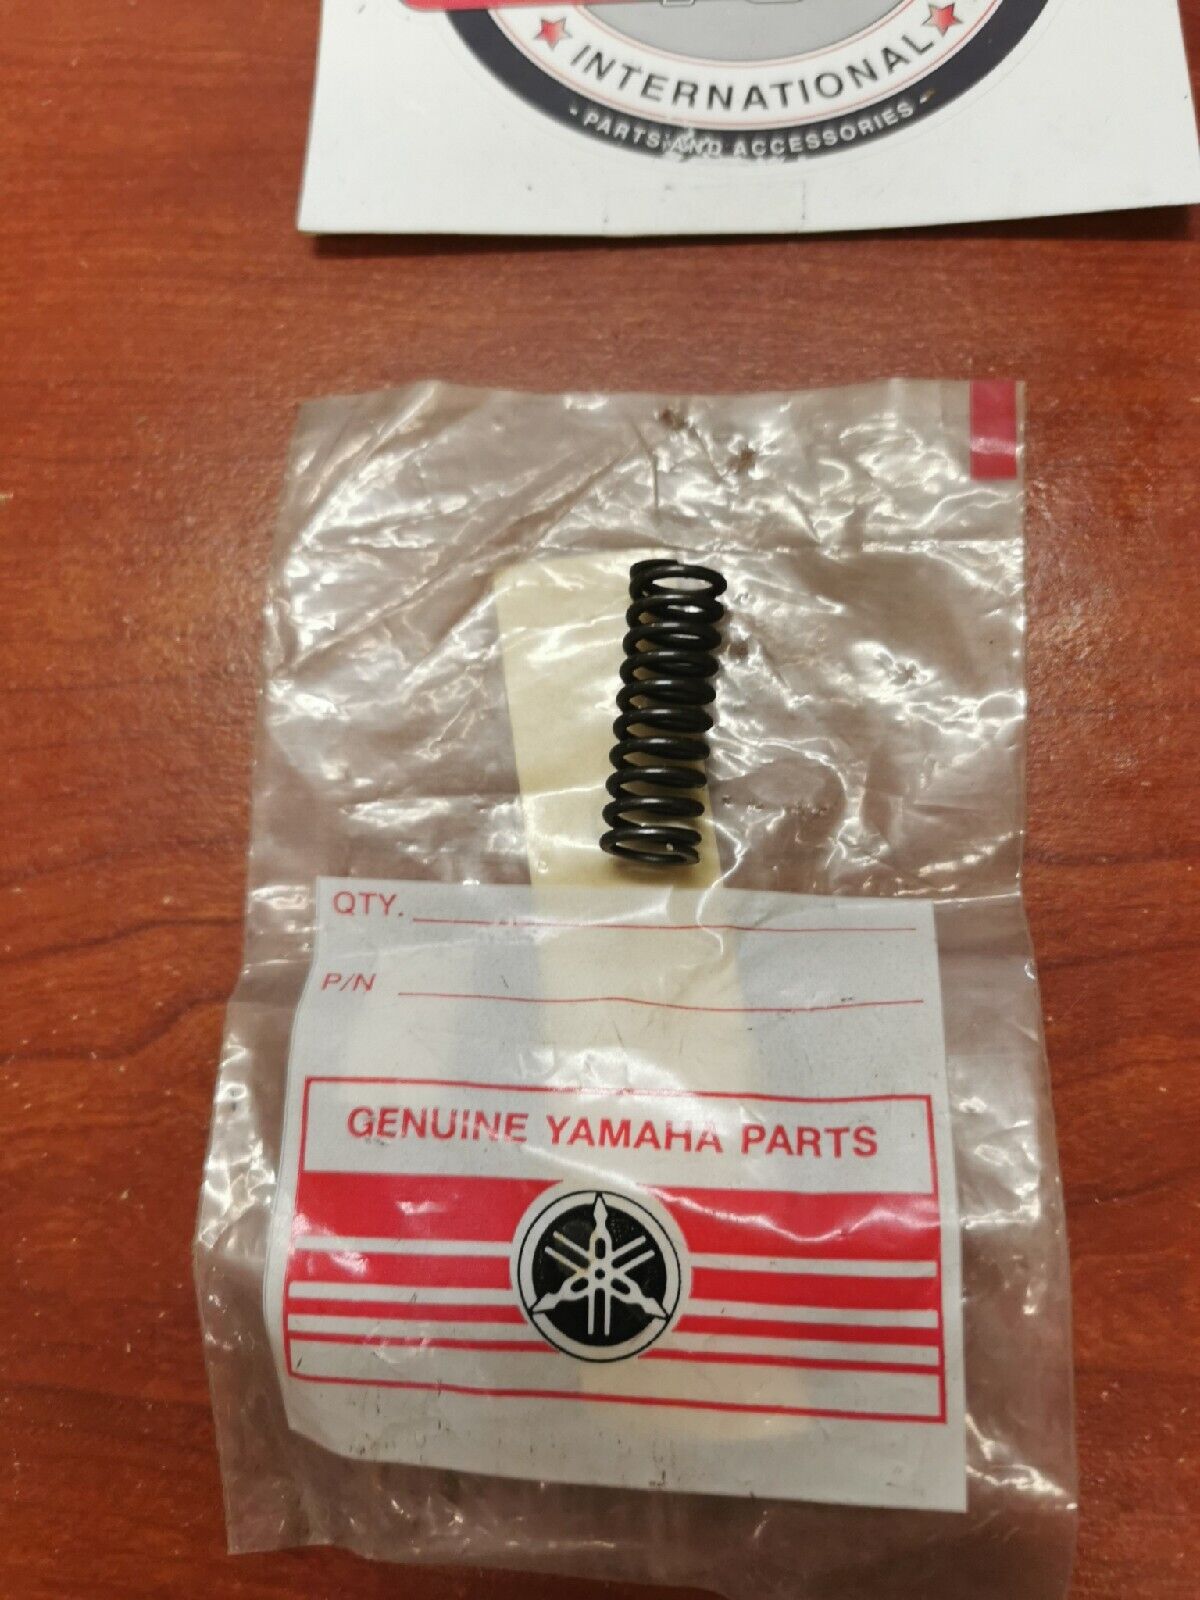 INTERNATIONAL
- PARTS AND ACCESSORIES -
QTY.
P/N
GENUINE YAMAHA PARTS